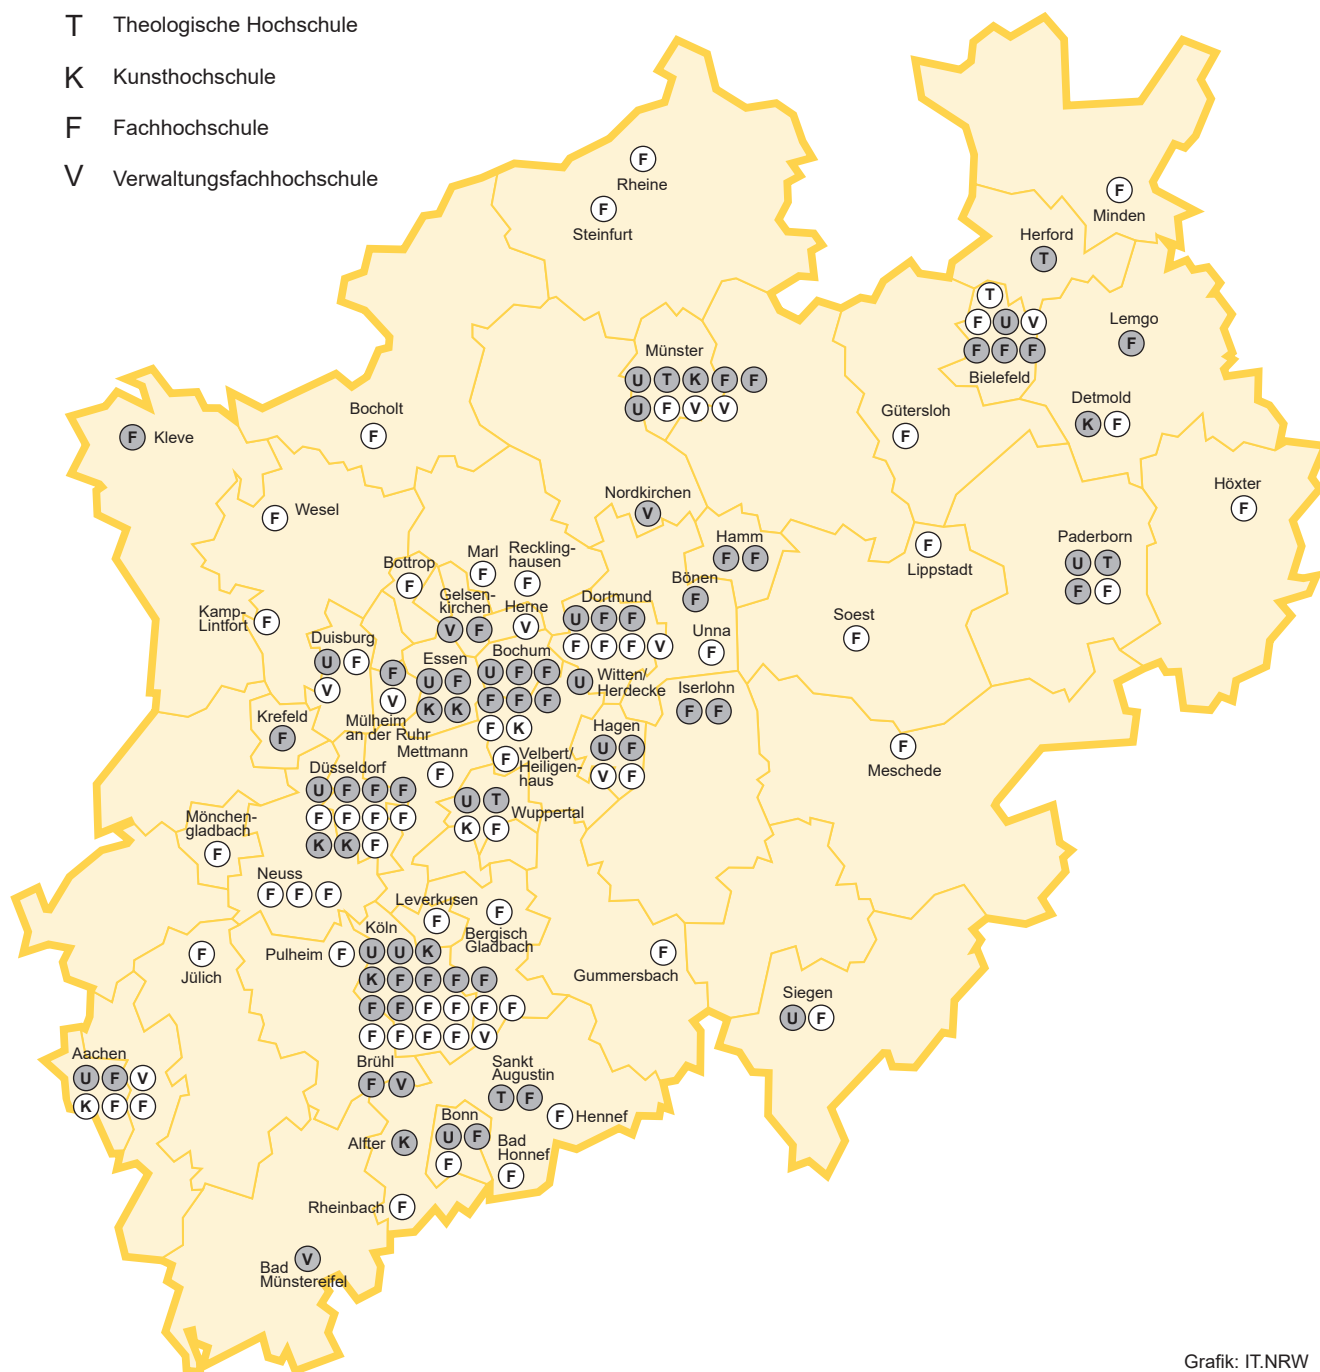 T Theologische Hochschule
K Kunsthochschule
F Fachhochschule
V Verwaltungsfachhochschule
F
Rheine
F
Steinfurt
F
Minden
Herford
T
T
F U V
F F F
Bielefeld
Lemgo
F
Detmold
K F
Münster
U T K F F
U F V V
Bocholt
F
F Kleve
Gütersloh
F
Höxter
F
F Wesel
Nordkirchen
V
Hamm
F F
F
Lippstadt
Paderborn
U T
F F
Bottrop
F
Marl
F
Reckling-
hausen
F
Bönen
F
Gelsen-
kirchen
V F
Herne
V
Dortmund
U F F
F F F V
Kamp-
Lintfort F
Unna
F
Soest
F
Duisburg
U F
V
F
V
Mülheim
an der Ruhr
Essen
U F
K K
Bochum
U F F
F F F
F K
U Witten/
Herdecke
Iserlohn
F F
Krefeld
F
Hagen
U F
V F
F
Meschede
Mettmann
F
F Velbert/
Heiligen-
haus
Düsseldorf
U F F F
F F F F
K K F
U T
K F
Wuppertal
Mönchen-
gladbach
F
Neuss
F F F
Leverkusen
F
F
Bergisch
Gladbach
F
Jülich
Pulheim F
Köln
U U K
K F F F F
F F F F F F
F F F F V
F
Gummersbach
Siegen
U F
Aachen
U F V
K F F
Brühl
F V
Sankt
Augustin
T F
F Hennef
Alfter K
Bonn
U F
F
Bad
Honnef
F
Rheinbach F
V
Bad
Münstereifel
Grafik: IT.NRW